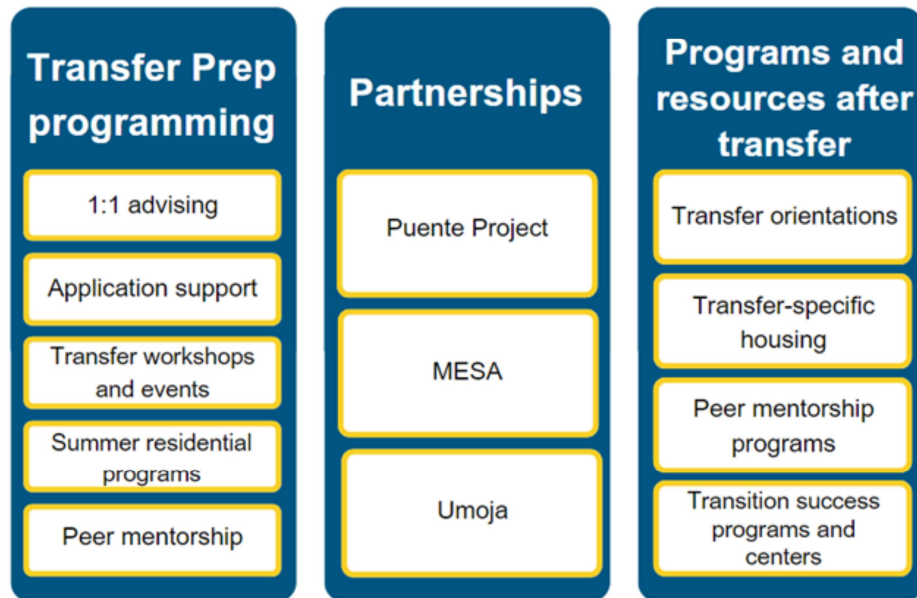 Transfer Prep
programming
1:1 advising
Application support
Transfer workshops
and events
Summer residential
programs
Peer mentorship
Partnerships
Puente Project
MESA
Umoja
Programs and
resources after
transfer
Transfer orientations
Transfer-specific
housing
Peer mentorship
programs
Transition success
programs and
centers